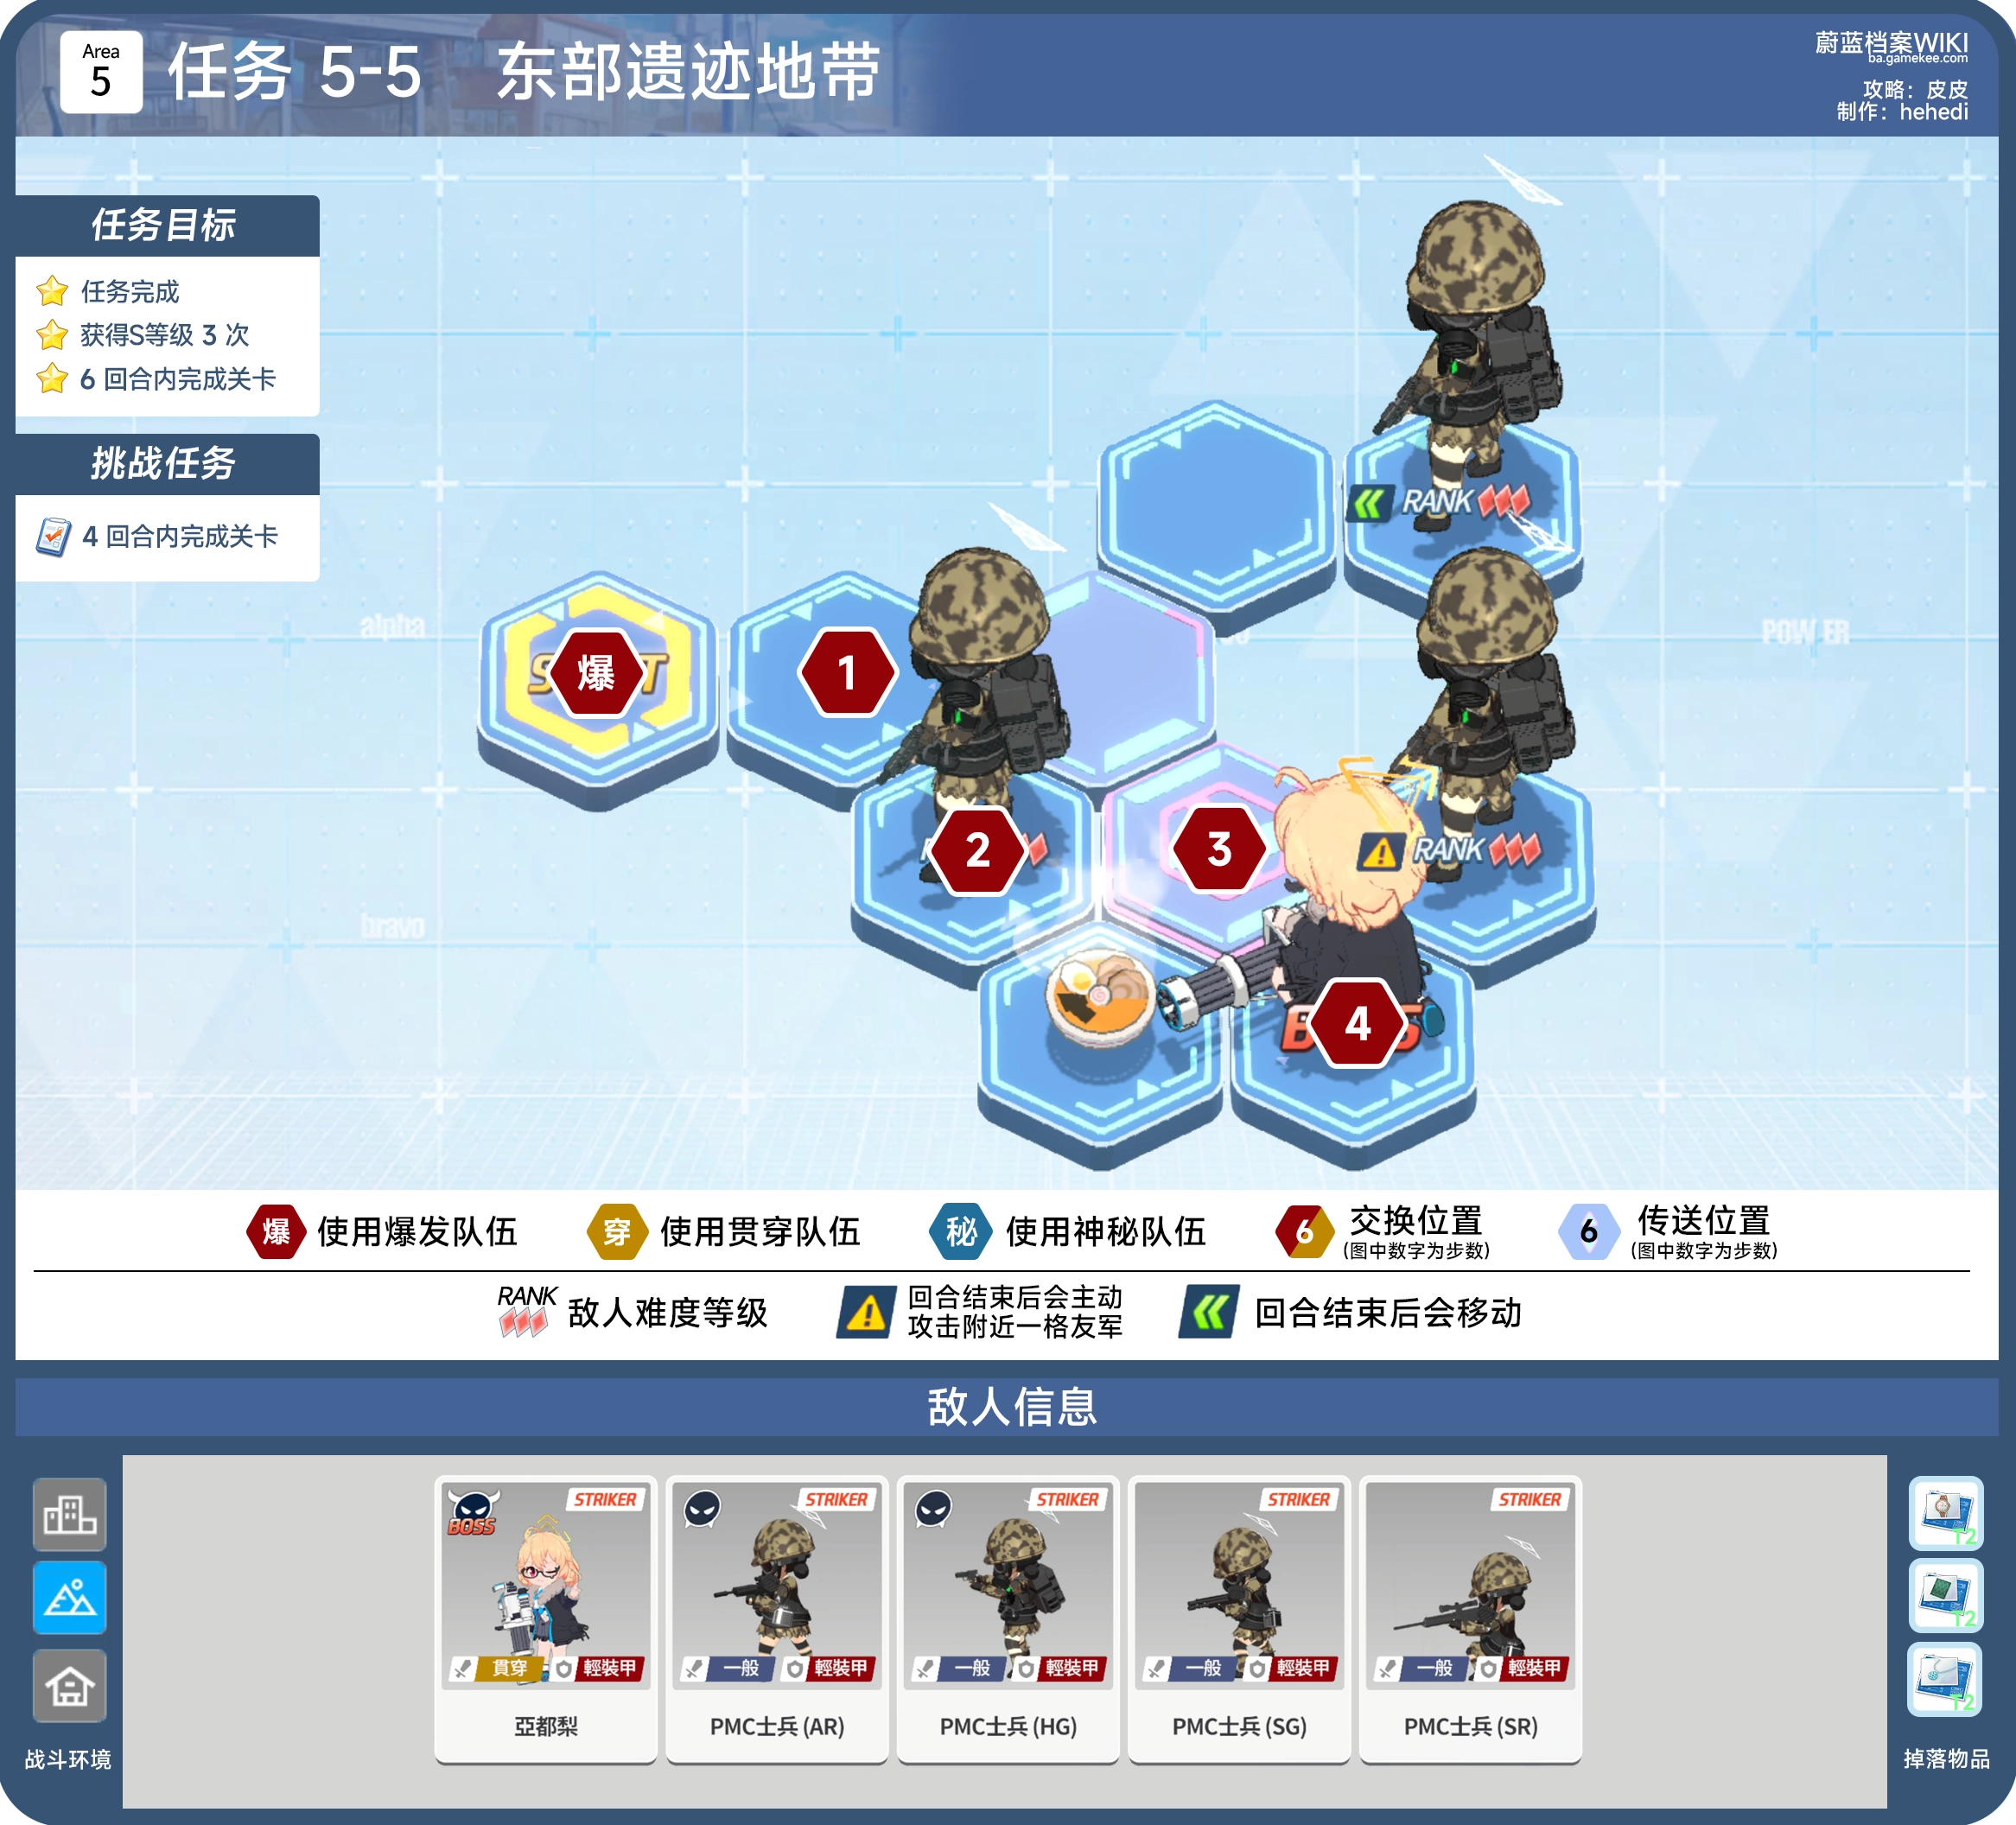 Area
5
任务 5-5 东部遗迹地带
蔚蓝档案WIKI
ba.gamekee.com
攻略：皮皮
制作：hehedi
任务目标
任务完成
获得S等级 3 次
6 回合内完成关卡
挑战任务
4 回合内完成关卡
RANK
alpha
爆
1
POWER
2
3
RANK
bravo
4
爆 使用爆发队伍
穿 使用贯穿队伍
秘 使用神秘队伍
6 交换位置
(图中数字为步数)
6 传送位置
(图中数字为步数)
RANK 敌人难度等级
回合结束后会主动
攻击附近一格友军
回合结束后会移动
敌人信息
BOSS
STRIKER
貫穿
輕裝甲
亞都梨
STRIKER
一般
輕裝甲
PMC士兵 (AR)
STRIKER
一般
輕裝甲
PMC士兵 (HG)
STRIKER
一般
輕裝甲
PMC士兵 (SG)
STRIKER
一般
輕裝甲
PMC士兵 (SR)
战斗环境
T2
T2
T2
掉落物品